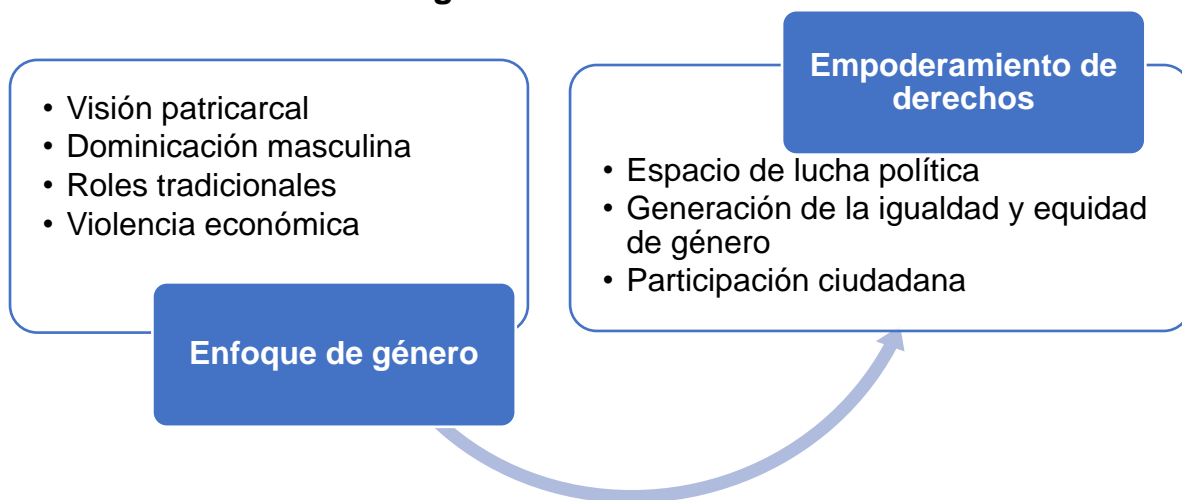 • Visión patricarcal
• Dominicación masculina
• Roles tradicionales
• Violencia económica
Enfoque de género
Empoderamiento de
derechos
• Espacio de lucha política
• Generación de la igualdad y equidad
de género
• Participación ciudadana